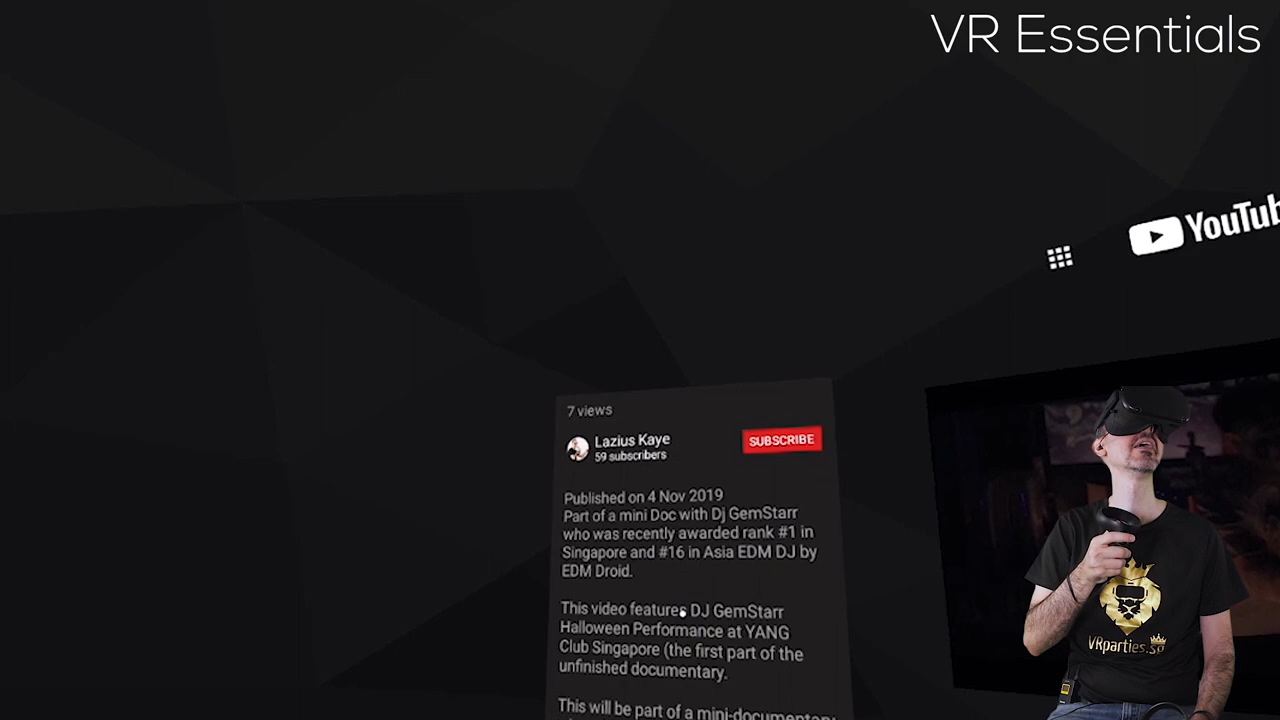 VR Essentials
YouTub
7 views
Lazius Kaye
59 subscribers
SUBSCRIBE
Published on 4 Nov 2019
Part of a mini Doc with Dj GemStarr
who was recently awarded rank #1 in
Singapore and #16 in Asia EDM DJ by
EDM Droid.
This video features DJ GemStarr
Halloween Performance at YANG
Club Singapore (the first part of the
unfinished documentary.
This will be part of a mini-documentary
VRparties.sg